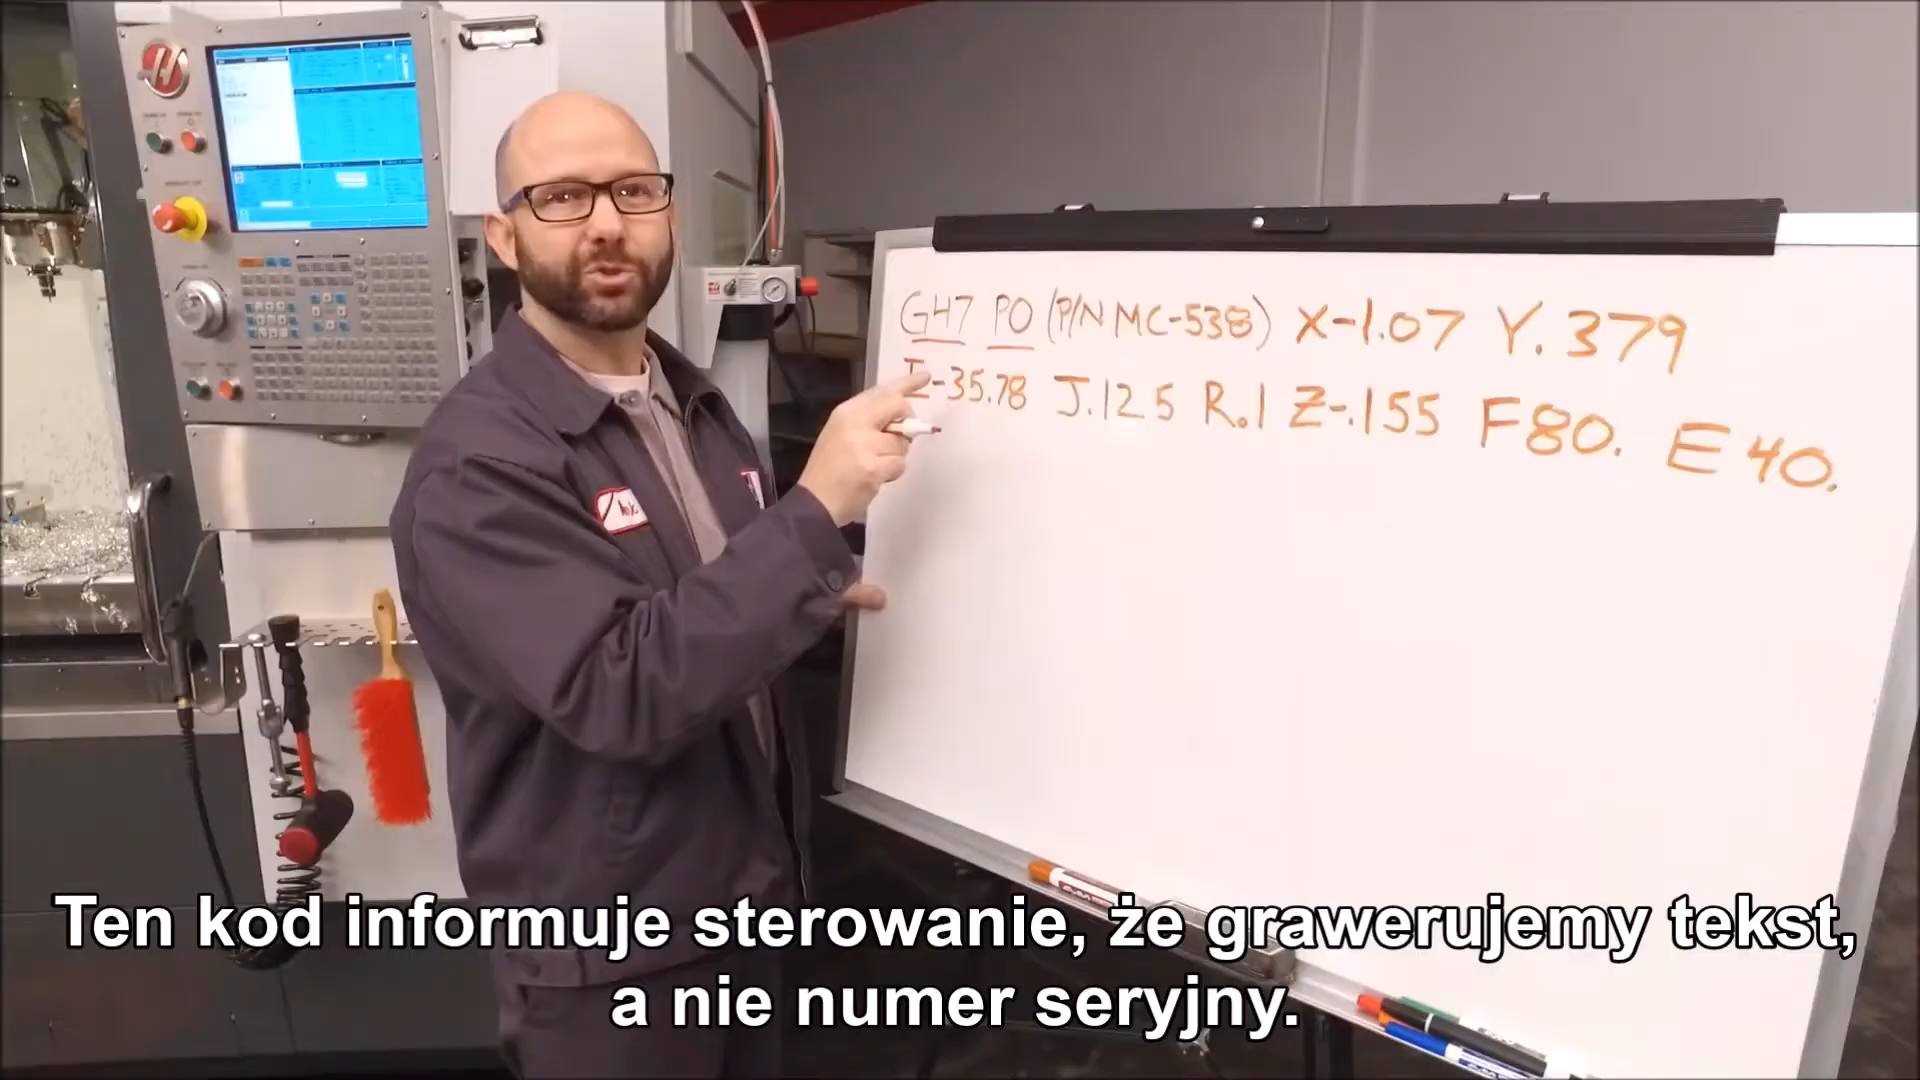 G47 P0 (P/N MC-538) X-1.07 Y.379
I-35.78 J.125 R.1 Z-.155 F80. E40.
Ten kod informuje sterowanie, że grawerujemy tekst,
a nie numer seryjny.